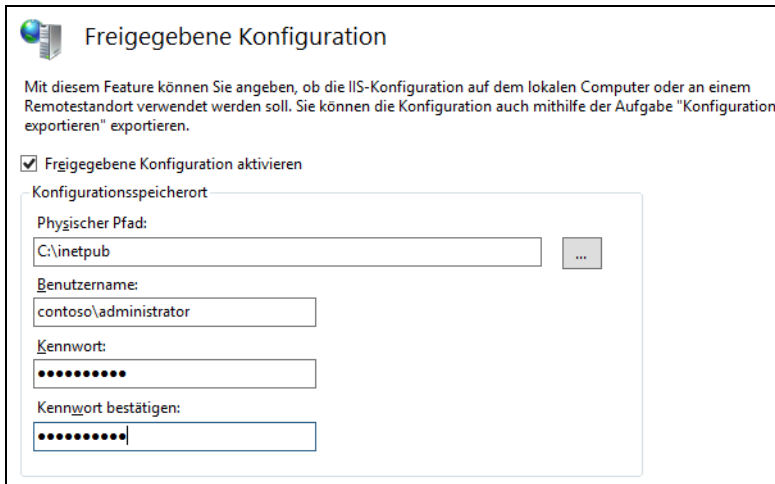 Freigegebene Konfiguration
Mit diesem Feature können Sie angeben, ob die IIS-Konfiguration auf dem lokalen Computer oder an einem
Remotestandort verwendet werden soll. Sie können die Konfiguration auch mithilfe der Aufgabe "Konfiguration
exportieren" exportieren.
Freigegebene Konfiguration aktivieren
Konfigurationsspeicherort
Physischer Pfad:
C:\inetpub
...
Benutzername:
contoso\administrator
Kennwort:
●●●●●●●●●●
Kennwort bestätigen:
●●●●●●●●●●